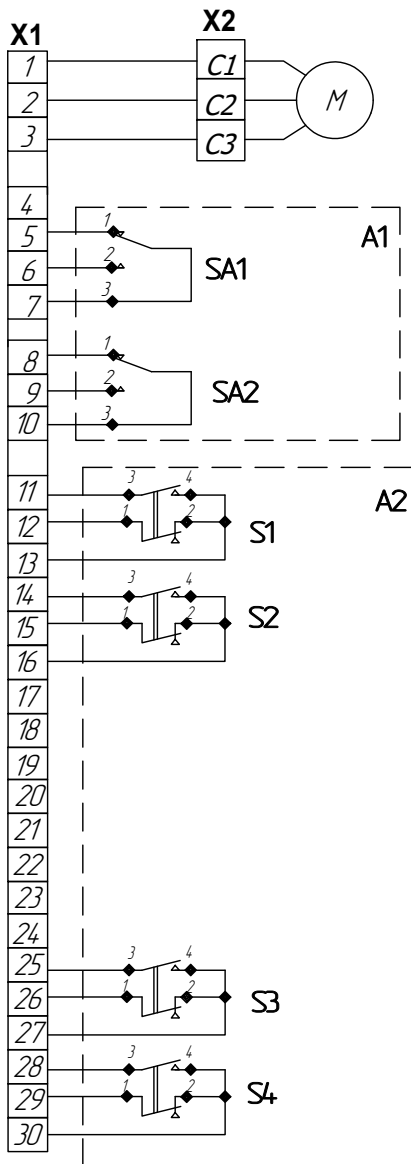 X1 X2
1 C1
2 C2 M
3 C3
4
5 1 A1
6 2 SA1
7 3
8 1
9 2 SA2
10 3
11 3 4 A2
12 1 2 S1
13
14 3 4
15 1 2 S2
16
17
18
19
20
21
22
23
24
25 3 4
26 1 2 S3
27
28 3 4
29 1 2 S4
30